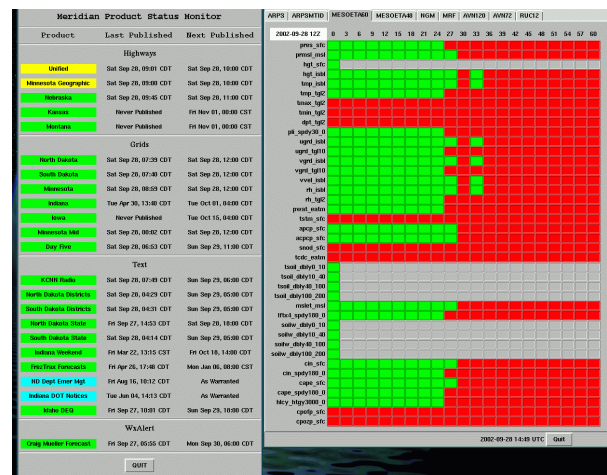 Meridian Product Status Monitor
Product Last Published Next Published
Highways
Unified Sat Sep 28, 09:01 CDT Sat Sep 28, 10:00 CDT
Minnesota Geographic Sat Sep 28, 09:00 CDT Sat Sep 28, 10:00 CDT
Nebraska Sat Sep 28, 09:45 CDT Sat Sep 28, 11:00 CDT
Kansas Never Published Fri Nov 01, 00:00 CST
Montana Never Published Fri Nov 01, 00:00 CST
Grids
North Dakota Sat Sep 28, 07:39 CDT Sat Sep 28, 12:00 CDT
South Dakota Sat Sep 28, 07:40 CDT Sat Sep 28, 12:00 CDT
Minnesota Sat Sep 28, 08:59 CDT Sat Sep 28, 12:00 CDT
Indiana Tue Apr 30, 13:40 CDT Tue Oct 01, 04:00 CDT
Iowa Never Published Tue Oct 15, 04:00 CDT
Minnesota Mid Sat Sep 28, 00:02 CDT Sat Sep 28, 12:00 CDT
Day Five Sat Sep 28, 06:53 CDT Sun Sep 29, 11:00 CDT
Text
KCNN Radio Sat Sep 28, 07:49 CDT Sun Sep 29, 06:00 CDT
North Dakota Districts Sat Sep 28, 04:29 CDT Sun Sep 29, 05:00 CDT
South Dakota Districts Sat Sep 28, 04:31 CDT Sun Sep 29, 05:00 CDT
North Dakota State Fri Sep 27, 14:53 CDT Sat Sep 28, 18:00 CDT
South Dakota State Sat Sep 28, 04:14 CDT Sun Sep 29, 05:00 CDT
Indiana Weekend Fri Mar 22, 13:15 CST Fri Oct 18, 14:00 CDT
FrezTrax Forecasts Fri Apr 26, 17:48 CDT Mon Jan 06, 08:00 CST
ND Dept Emer Mgt Fri Aug 16, 10:12 CDT As Warranted
Indiana DOT Notices Tue Jun 04, 14:13 CDT As Warranted
Idaho DEQ Fri Sep 27, 10:01 CDT Sun Sep 29, 18:00 CDT
WxAlert
Craig Mueller Forecast Fri Sep 27, 05:55 CDT Mon Sep 30, 06:00 CDT
QUIT
ARPS ARPSMTID MESOETA60 MESOETA48 NGM MRF AVN120 AVN72 RUC12
2002-09-28 12Z 0 3 6 9 12 15 18 21 24 27 30 33 36 39 42 45 48 51 54 57 60
pres_sfc
prmsl_msl
hgt_sfc
hgt_isbl
tmp_isbl
tmp_tgl2
tmax_tgl2
tmin_tgl2
dpt_tgl2
pli_spdy30_0
ugrd_isbl
ugrd_tgl10
vgrd_isbl
vgrd_tgl10
vvel_isbl
rh_isbl
rh_tgl2
pwat_eatm
tstm_sfc
apcp_sfc
acpcp_sfc
snod_sfc
tcdc_eatm
tsoil_dbly0_10
tsoil_dbly10_40
tsoil_dbly40_100
tsoil_dbly100_200
mslet_msl
lftx4_spdy180_0
soilw_dbly0_10
soilw_dbly10_40
soilw_dbly40_100
soilw_dbly100_200
cin_sfc
cin_spdy180_0
cape_sfc
cape_spdy180_0
hlcy_htgy3000_0
cpofp_sfc
cpozp_sfc
2002-09-28 14:49 UTC Quit